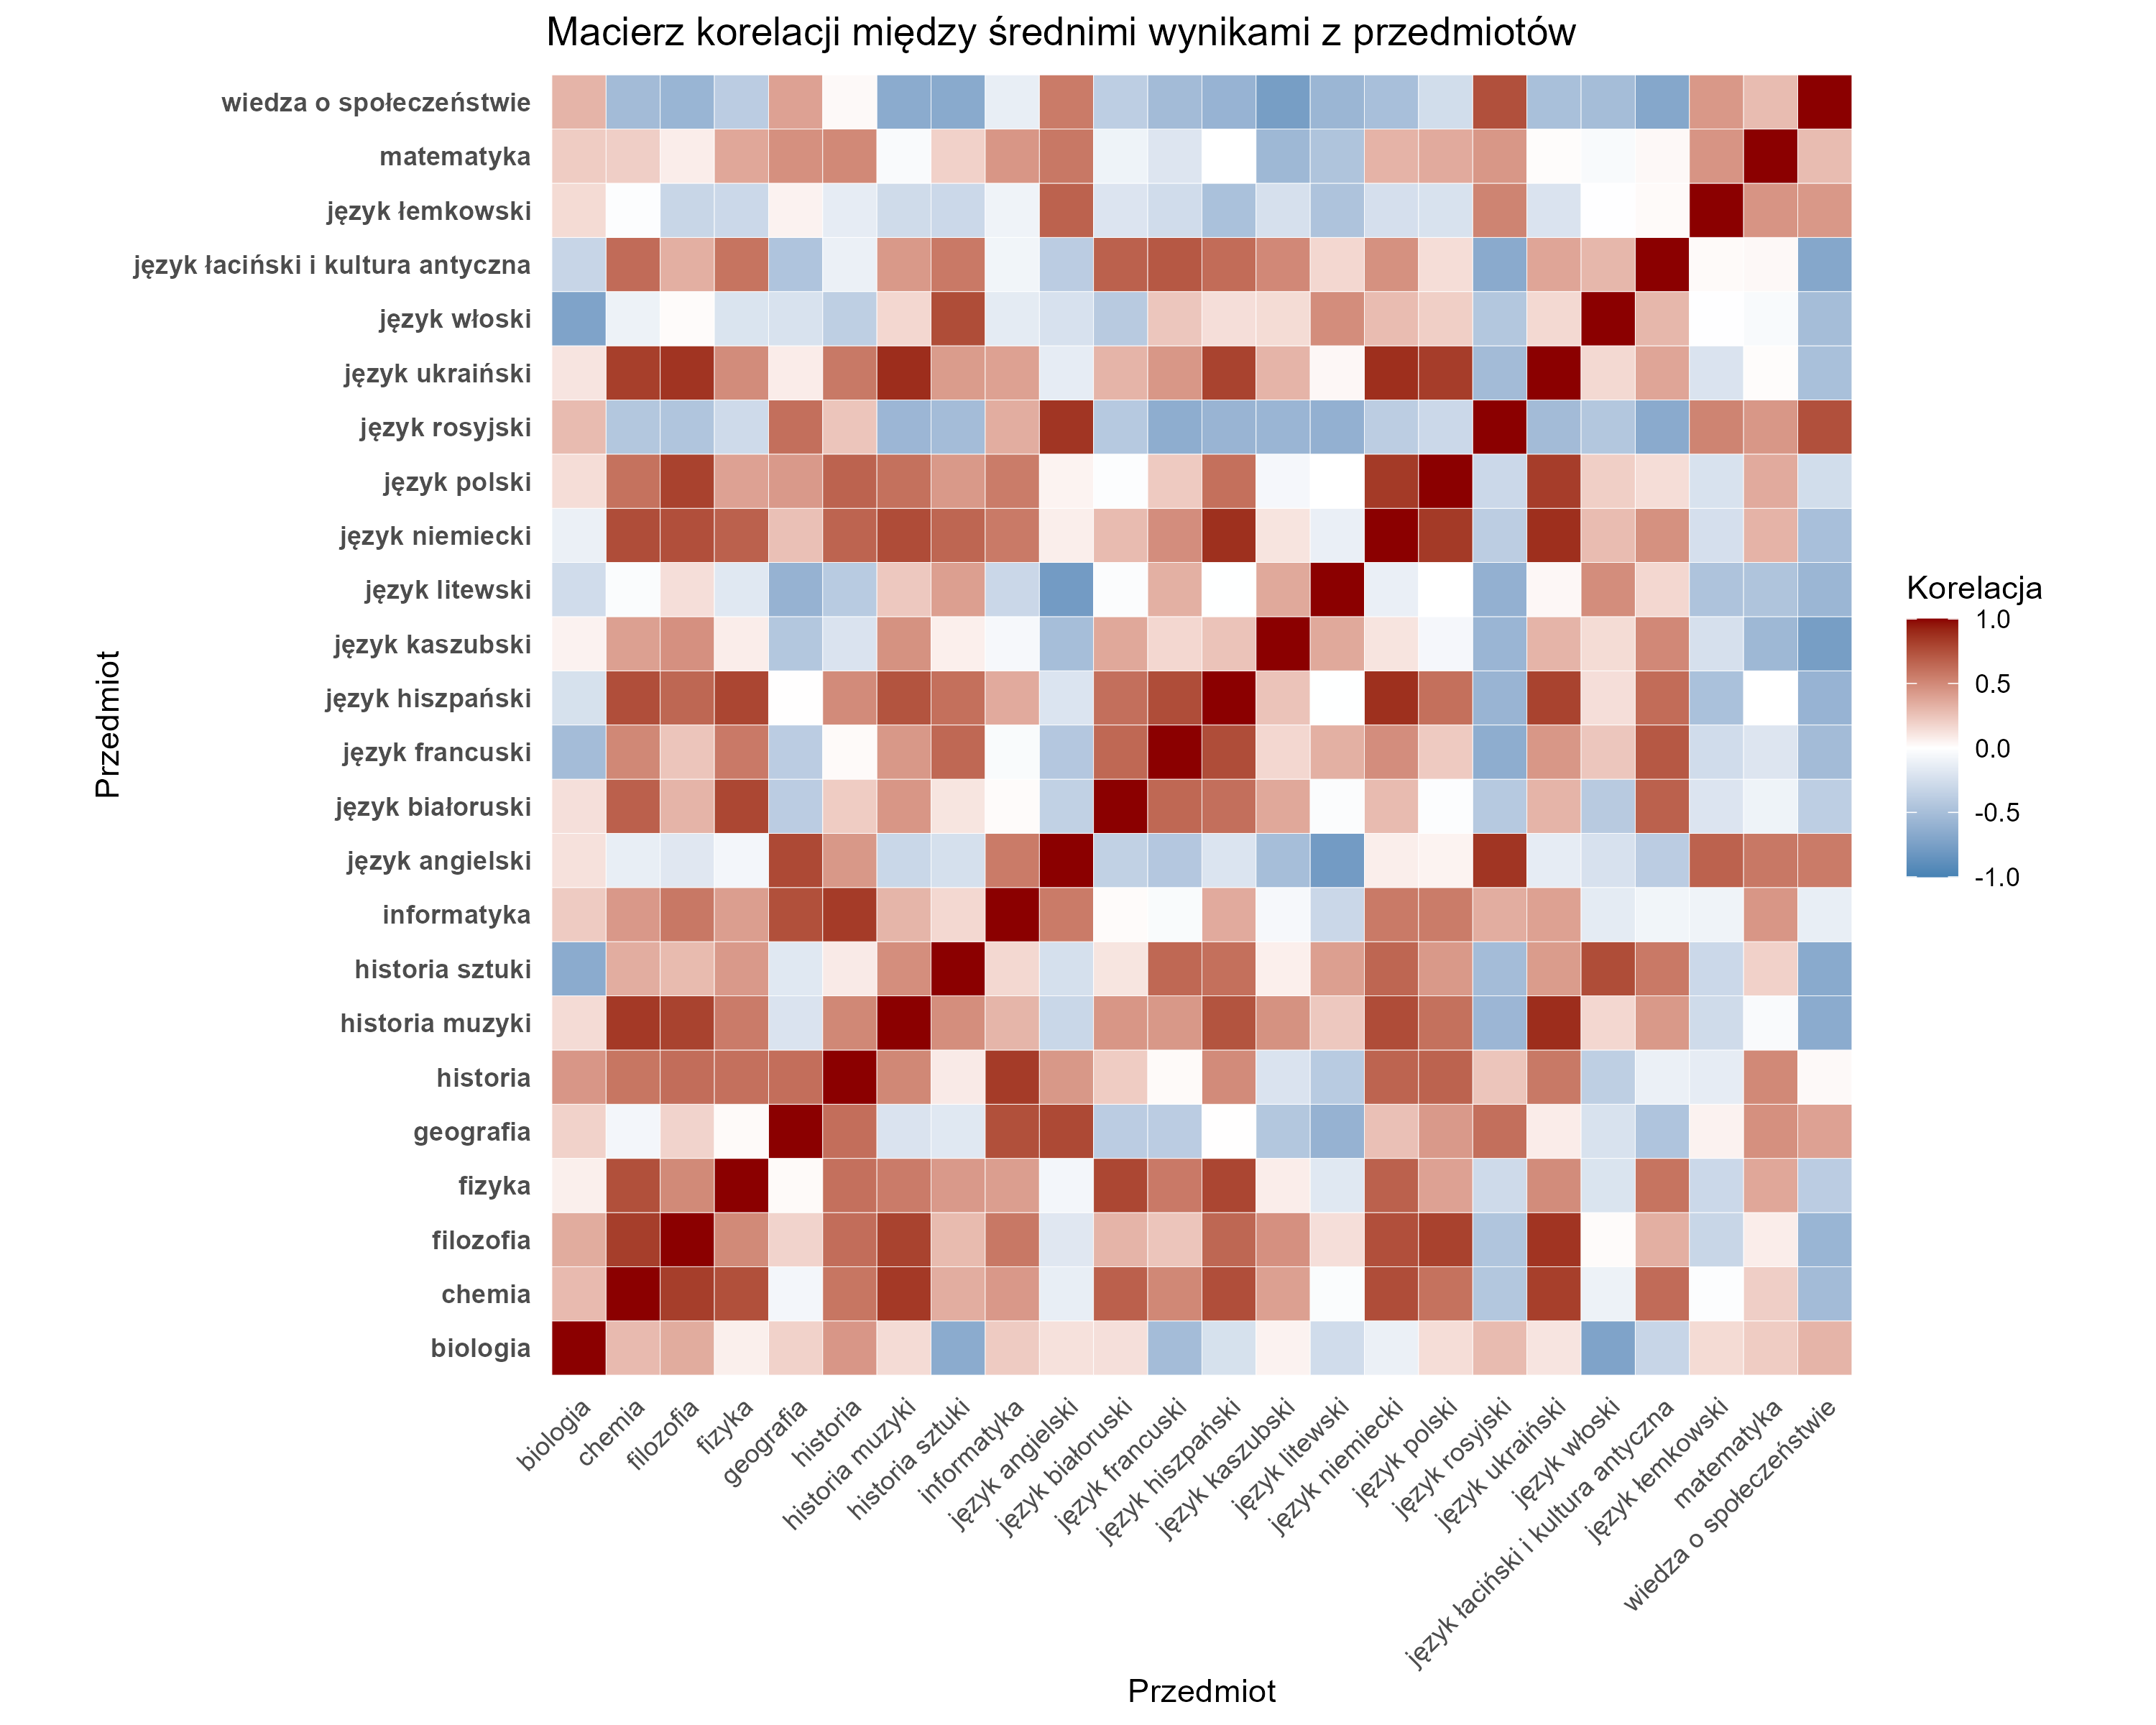 Macierz korelacji między średnimi wynikami z przedmiotów
Przedmiot
wiedza o społeczeństwie
matematyka
język łemkowski
język łaciński i kultura antyczna
język włoski
język ukraiński
język rosyjski
język polski
język niemiecki
język litewski
język kaszubski
język hiszpański
język francuski
język białoruski
język angielski
informatyka
historia sztuki
historia muzyki
historia
geografia
fizyka
filozofia
chemia
biologia
Korelacja
1.0
0.5
0.0
-0.5
-1.0
biologia
chemia
filozofia
fizyka
geografia
historia
historia muzyki
historia sztuki
informatyka
język angielski
język białoruski
język francuski
język hiszpański
język kaszubski
język litewski
język niemiecki
język polski
język rosyjski
język ukraiński
język włoski
język łaciński i kultura antyczna
język łemkowski
matematyka
wiedza o społeczeństwie
Przedmiot